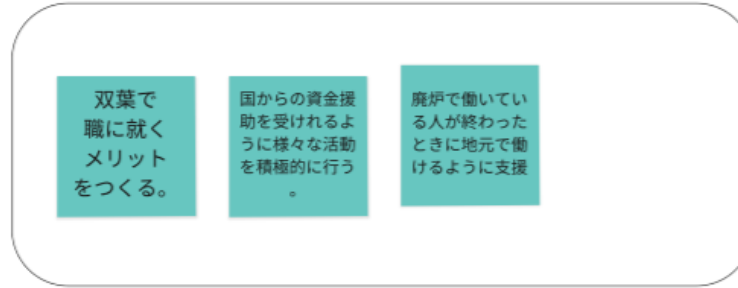 双葉で
職に就く
メリット
をつくる。
国からの資金援
助を受けれるよ
うに様々な活動
を積極的に行う
。
廃炉で働いてい
る人が終わった
ときに地元で働
けるように支援